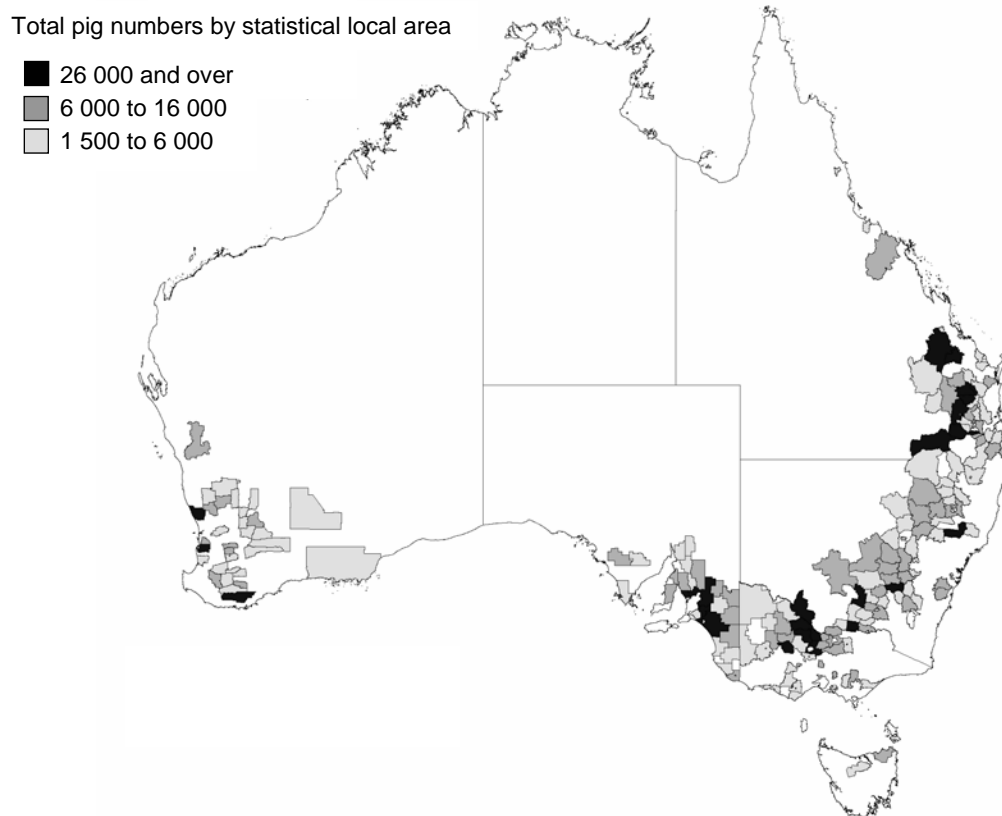 Total pig numbers by statistical local area
26 000 and over
6 000 to 16 000
1 500 to 6 000